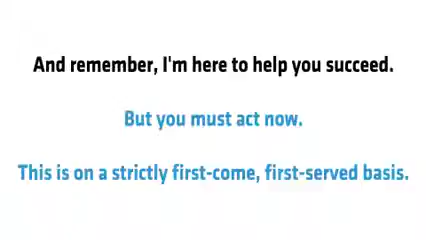 And remember, I'm here to help you succeed.
But you must act now.
This is on a strictly first-come, first-served basis.